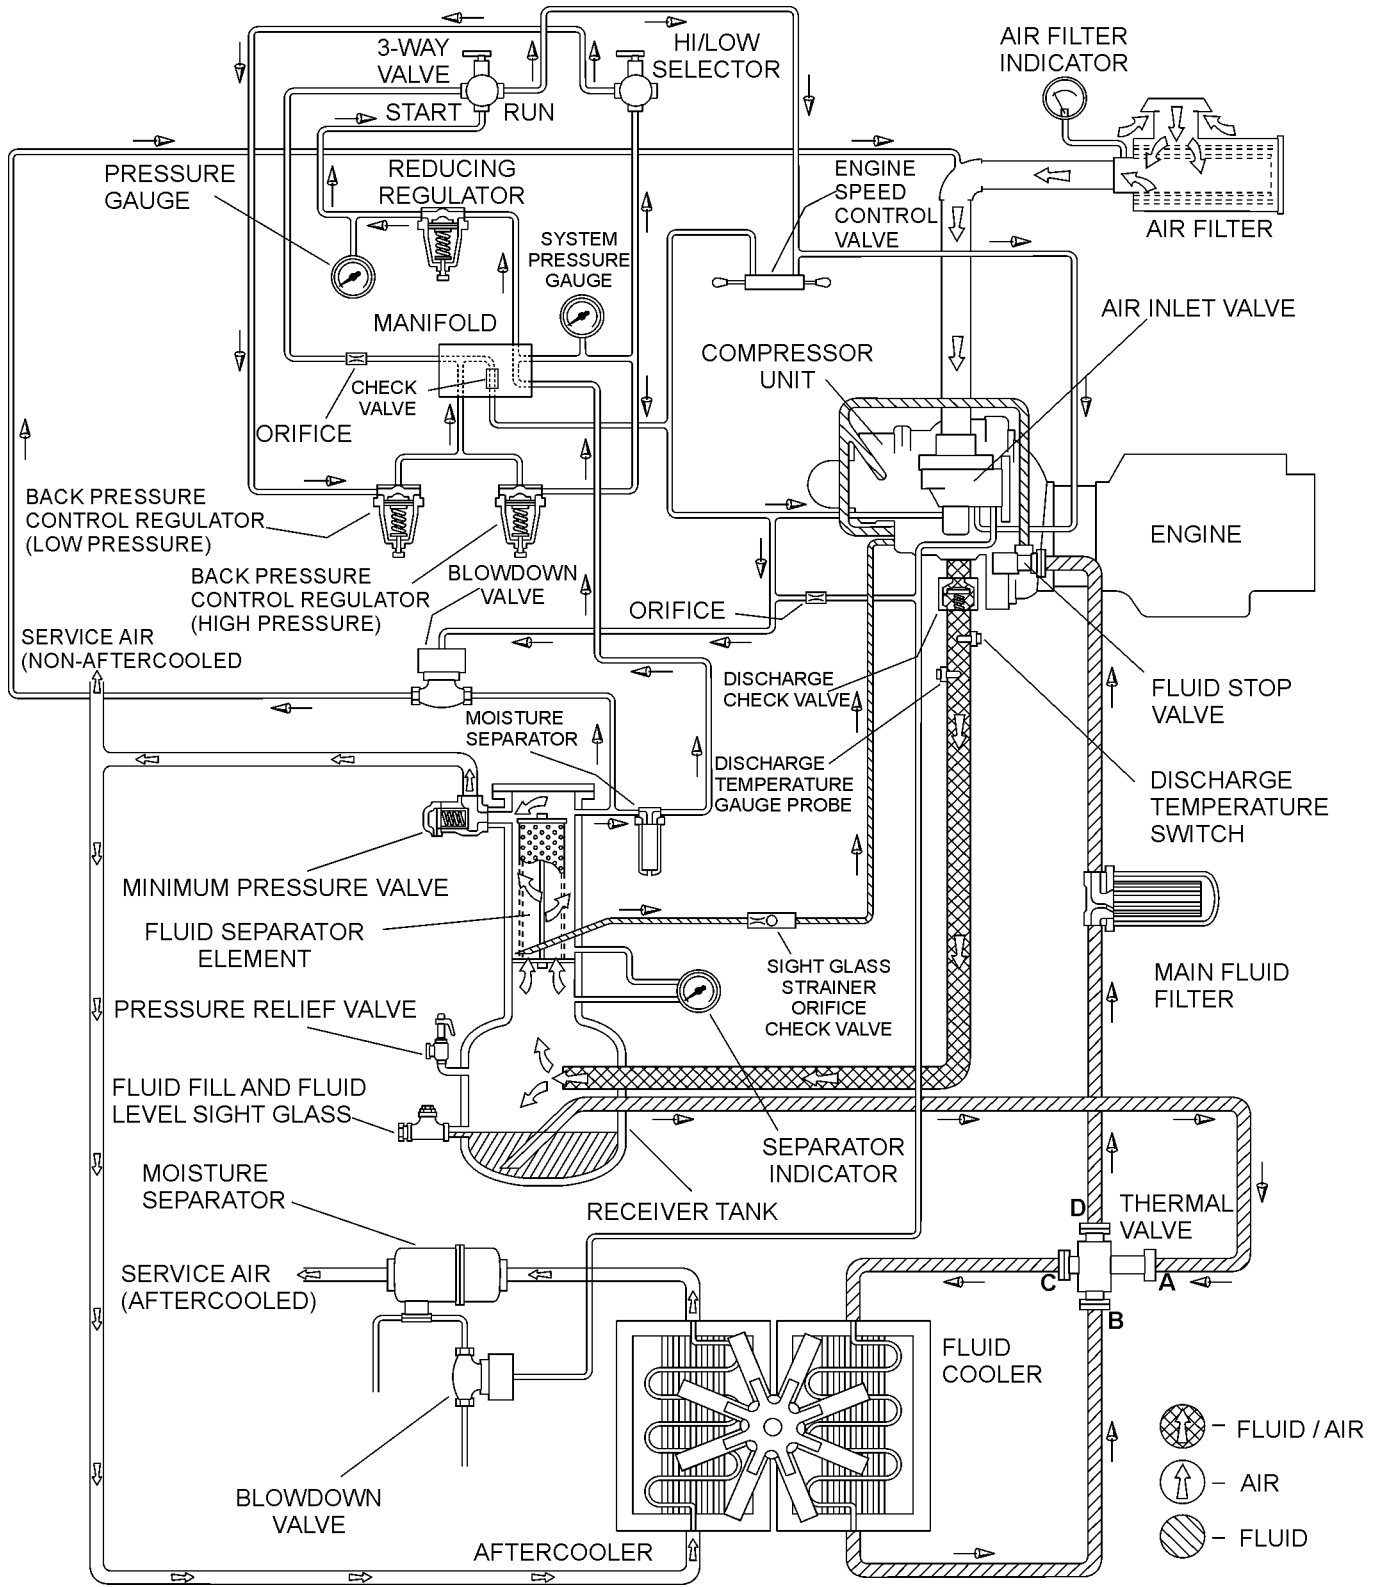 3-WAY
VALVE
START
RUN
HI/LOW
SELECTOR
AIR FILTER
INDICATOR
PRESSURE
GAUGE
REDUCING
REGULATOR
ENGINE
SPEED
CONTROL
VALVE
AIR FILTER
SYSTEM
PRESSURE
GAUGE
MANIFOLD
AIR INLET VALVE
COMPRESSOR
UNIT
CHECK
VALVE
ORIFICE
BACK PRESSURE
CONTROL REGULATOR
(LOW PRESSURE)
ENGINE
BACK PRESSURE
CONTROL REGULATOR
(HIGH PRESSURE)
BLOWDOWN
VALVE
ORIFICE
SERVICE AIR
(NON-AFTERCOOLED
DISCHARGE
CHECK VALVE
FLUID STOP
VALVE
MOISTURE
SEPARATOR
DISCHARGE
TEMPERATURE
GAUGE PROBE
DISCHARGE
TEMPERATURE
SWITCH
MINIMUM PRESSURE VALVE
FLUID SEPARATOR
ELEMENT
SIGHT GLASS
STRAINER
ORIFICE
CHECK VALVE
MAIN FLUID
FILTER
PRESSURE RELIEF VALVE
FLUID FILL AND FLUID
LEVEL SIGHT GLASS
SEPARATOR
INDICATOR
MOISTURE
SEPARATOR
RECEIVER TANK
D
THERMAL
VALVE
C
A
B
SERVICE AIR
(AFTERCOOLED)
FLUID
COOLER
BLOWDOWN
VALVE
AFTERCOOLER
- FLUID / AIR
- AIR
- FLUID